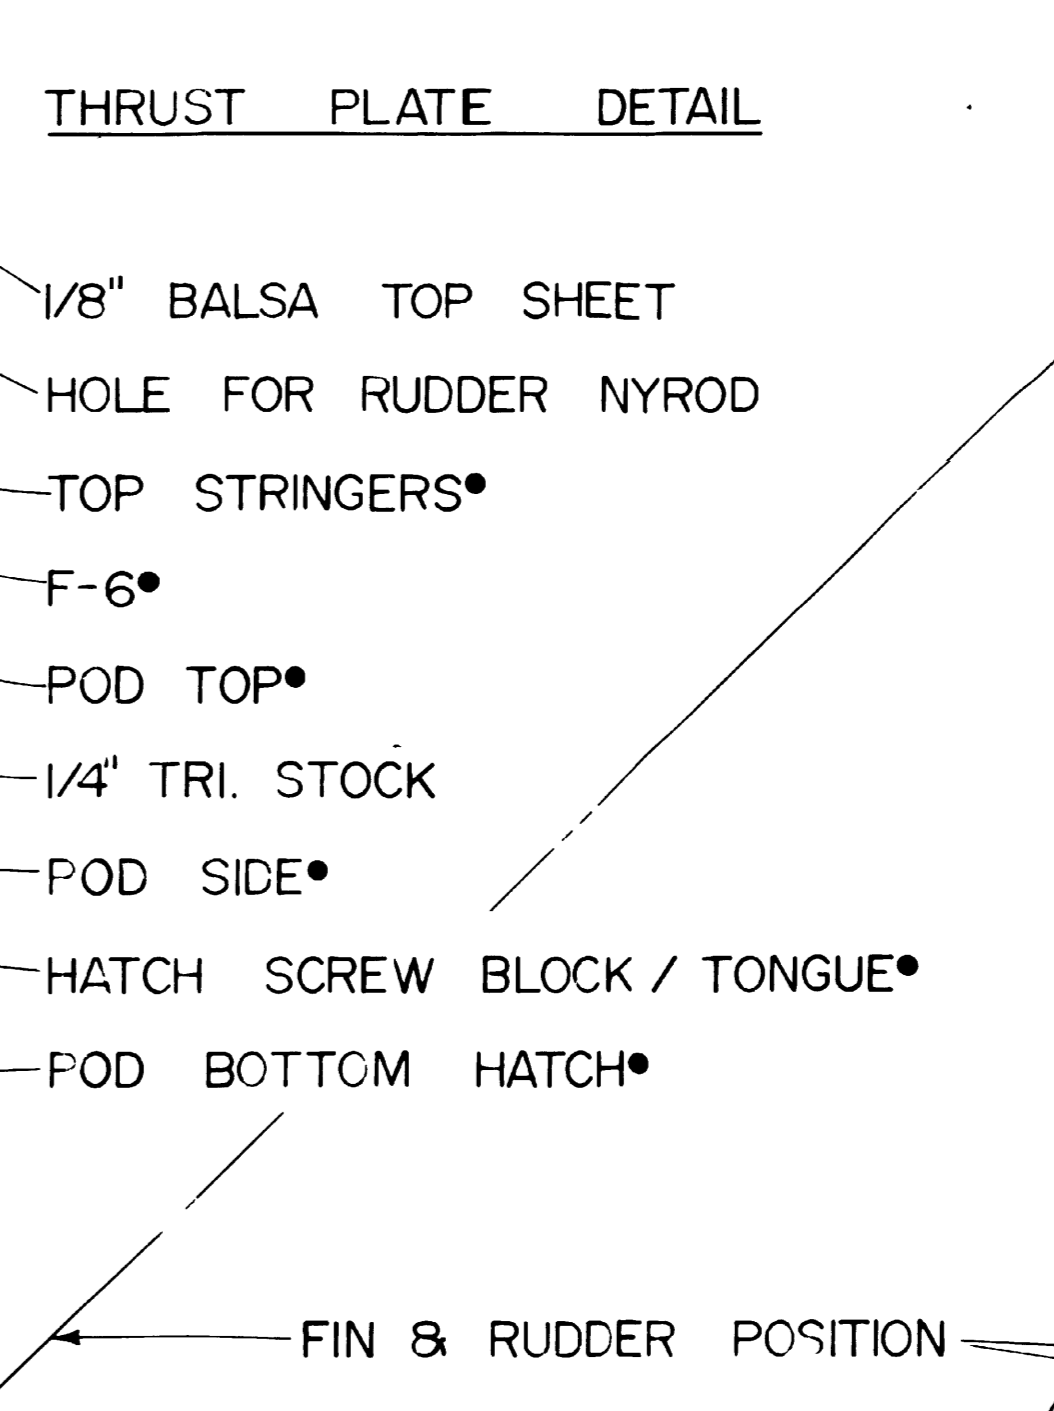 THRUST PLATE DETAIL
1/8" BALSA TOP SHEET
HOLE FOR RUDDER NYROD
TOP STRINGERS●
F-6●
POD TOP●
1/4" TRI. STOCK
POD SIDE●
HATCH SCREW BLOCK / TONGUE●
POD BOTTOM HATCH●
FIN & RUDDER POSITION